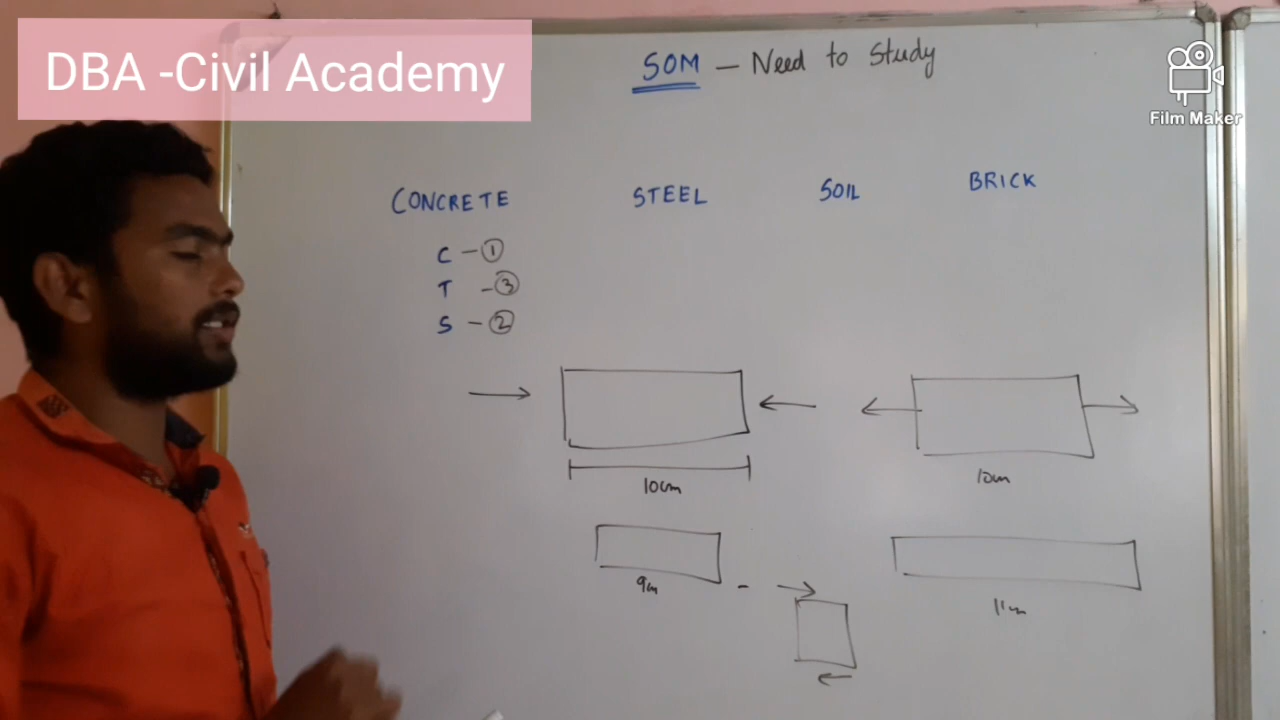 DBA -Civil Academy
SOM – Need to Study
Film Maker
CONCRETE STEEL SOIL BRICK
C – ①
T – ③
S – ②
10cm
10cm
9cm
11cm